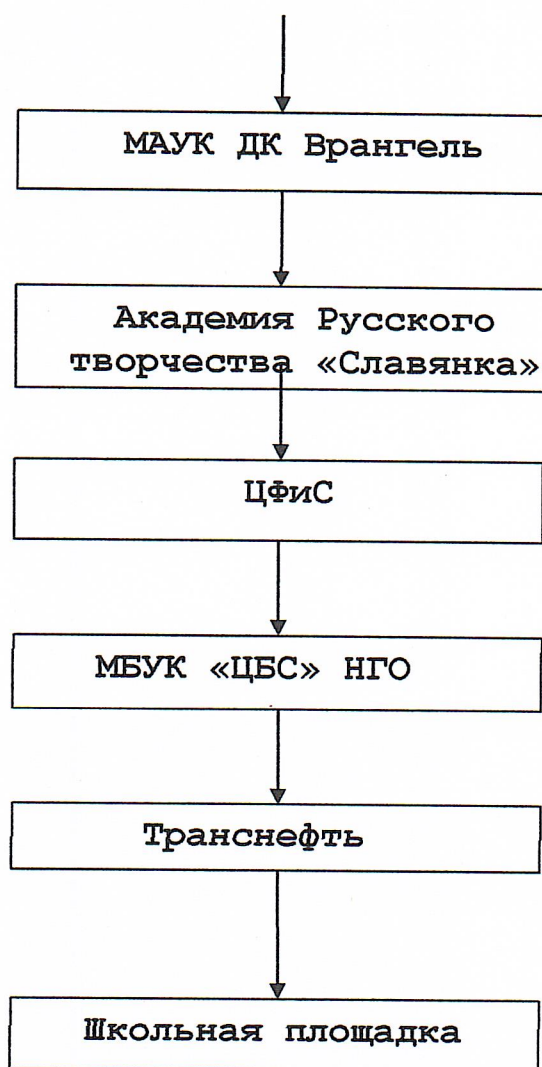 МАУК ДК Врангель
Академия Русского
творчества «Славянка»
ЦФиС
МБУК «ЦБС» НГО
Транснефть
Школьная площадка